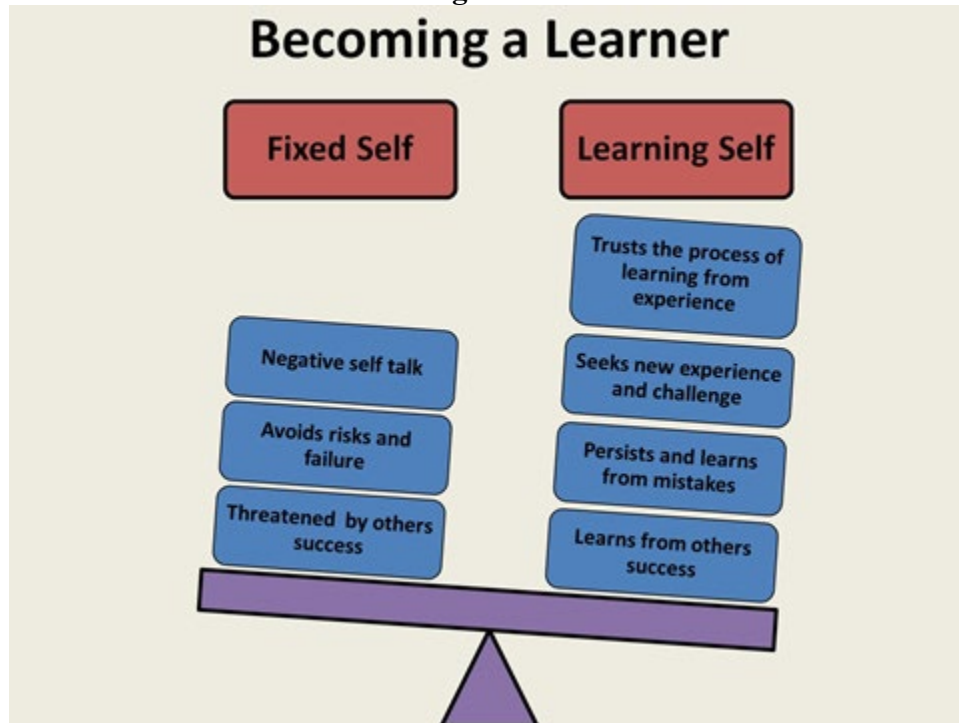 Becoming a Learner
Fixed Self
Learning Self
Trusts the process of
learning from
experience
Negative self talk
Seeks new experience
and challenge
Avoids risks and
failure
Persists and learns
from mistakes
Threatened by others
success
Learns from others
success